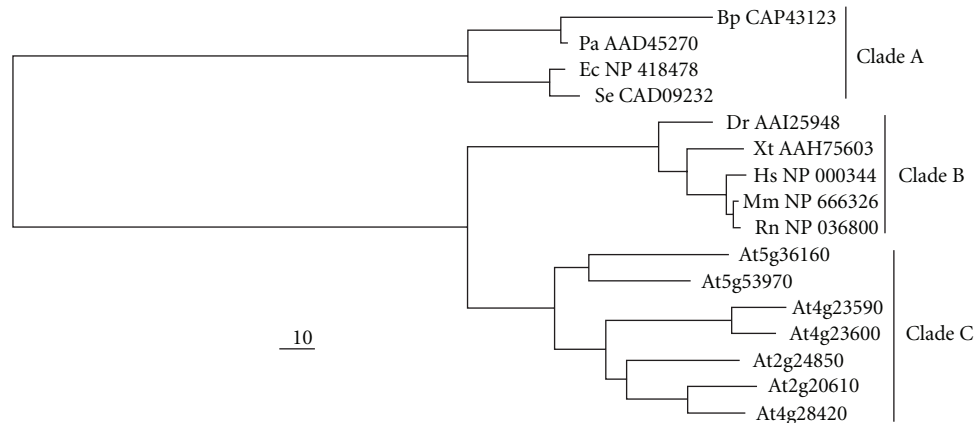 Bp CAP43123
Pa AAD45270
Ec NP 418478
Se CAD09232
Clade A
Dr AAI25948
Xt AAH75603
Hs NP 000344
Mm NP 666326
Rn NP 036800
Clade B
At5g36160
At5g53970
At4g23590
At4g23600
At2g24850
At2g20610
At4g28420
Clade C
10